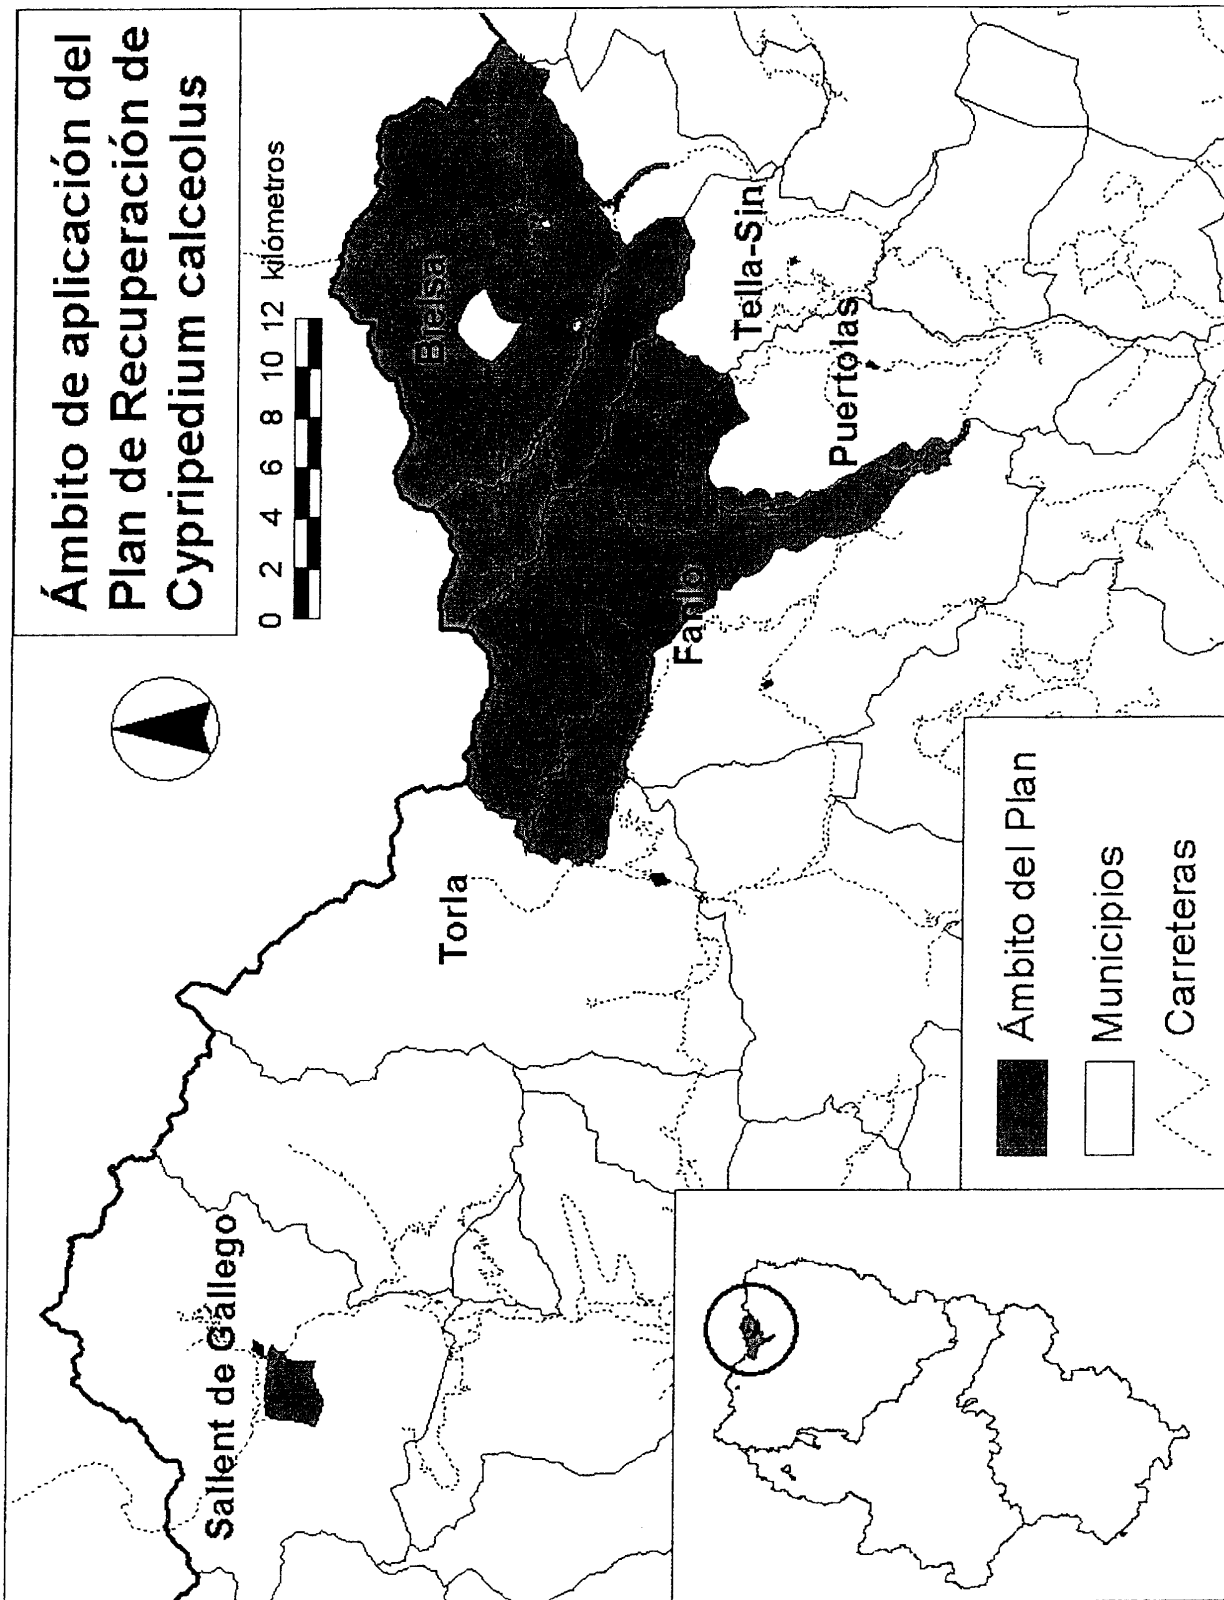 Ámbito de aplicación del
Plan de Recuperación de
Cypripedium calceolus
0 2 4 6 8 10 12 kilómetros
Sallent de Gállego
Torla
Bielsa
Fanlo
Tella-Sin
Puertolas
Ámbito del Plan
Municipios
Carreteras